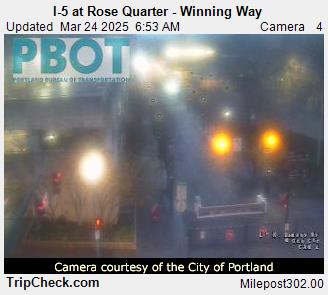 I-5 at Rose Quarter - Winning Way
Updated Mar 24 2025 6:53 AM Camera 4
PBOT
PORTLAND BUREAU OF TRANSPORTATION
Camera courtesy of the City of Portland
TripCheck.com Milepost302.00